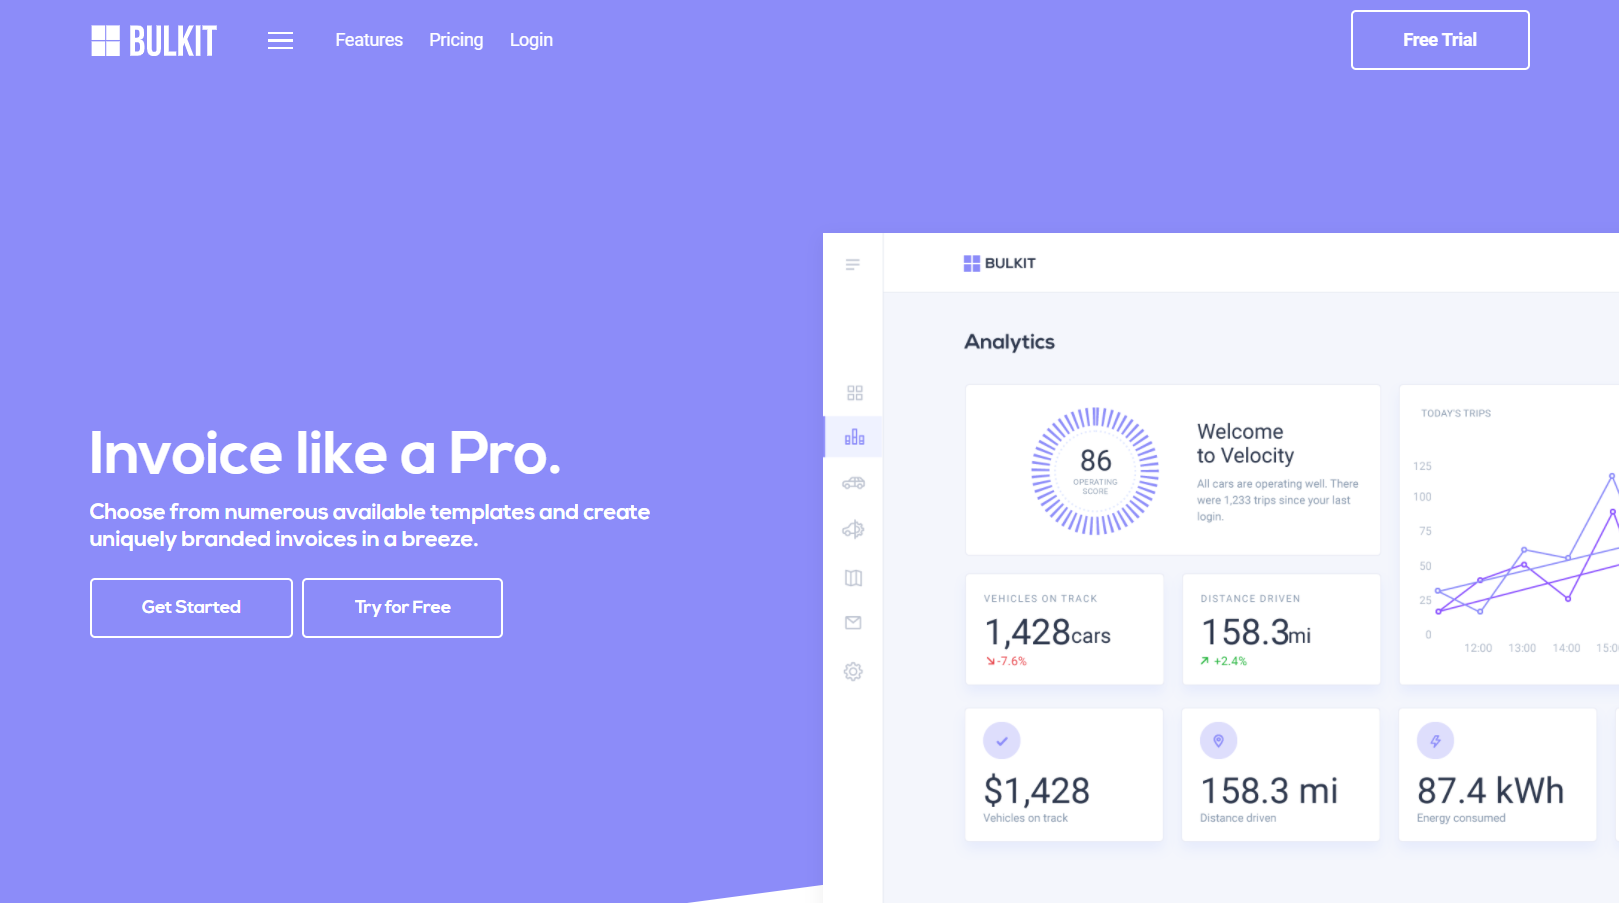 BULKIT
Features Pricing Login
Free Trial
Invoice like a Pro.
Choose from numerous available templates and create
uniquely branded invoices in a breeze.
Get Started
Try for Free
BULKIT
Analytics
86
OPERATING
SCORE
Welcome
to Velocity
All cars are operating well. There
were 1,233 trips since your last
login.
TODAY'S TRIPS
125
100
75
50
25
0
12:00 13:00 14:00
VEHICLES ON TRACK
1,428cars
-7.6%
DISTANCE DRIVEN
158.3mi
+2.4%
$1,428
Vehicles on track
158.3 mi
Distance driven
87.4 kWh
Energy consumed